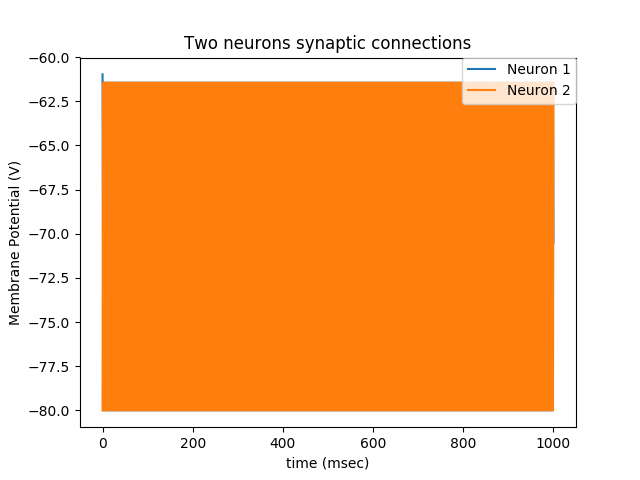 Two neurons synaptic connections
Neuron 1
Neuron 2
Membrane Potential (V)
−60.0
−62.5
−65.0
−67.5
−70.0
−72.5
−75.0
−77.5
−80.0
0 200 400 600 800 1000
time (msec)